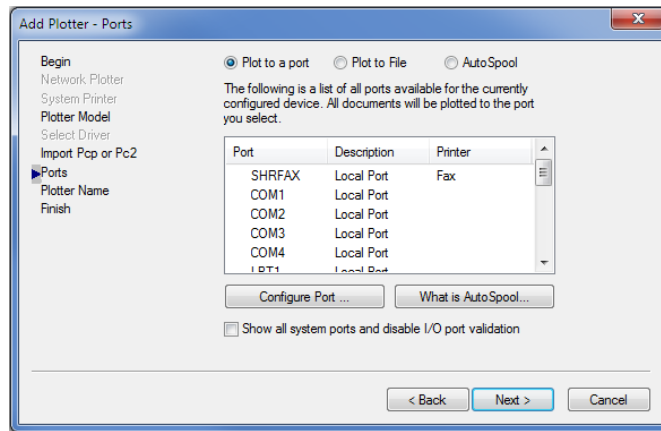 Add Plotter - Ports
Begin
Network Plotter
System Printer
Plotter Model
Select Driver
Import Pcp or Pc2
Ports
Plotter Name
Finish
Plot to a port Plot to File AutoSpool
The following is a list of all ports available for the currently
configured device. All documents will be plotted to the port
you select.
Port Description Printer
SHRFAX Local Port Fax
COM1 Local Port
COM2 Local Port
COM3 Local Port
COM4 Local Port
LPT1 Local Port
Configure Port ... What is AutoSpool...
Show all system ports and disable I/O port validation
< Back Next > Cancel